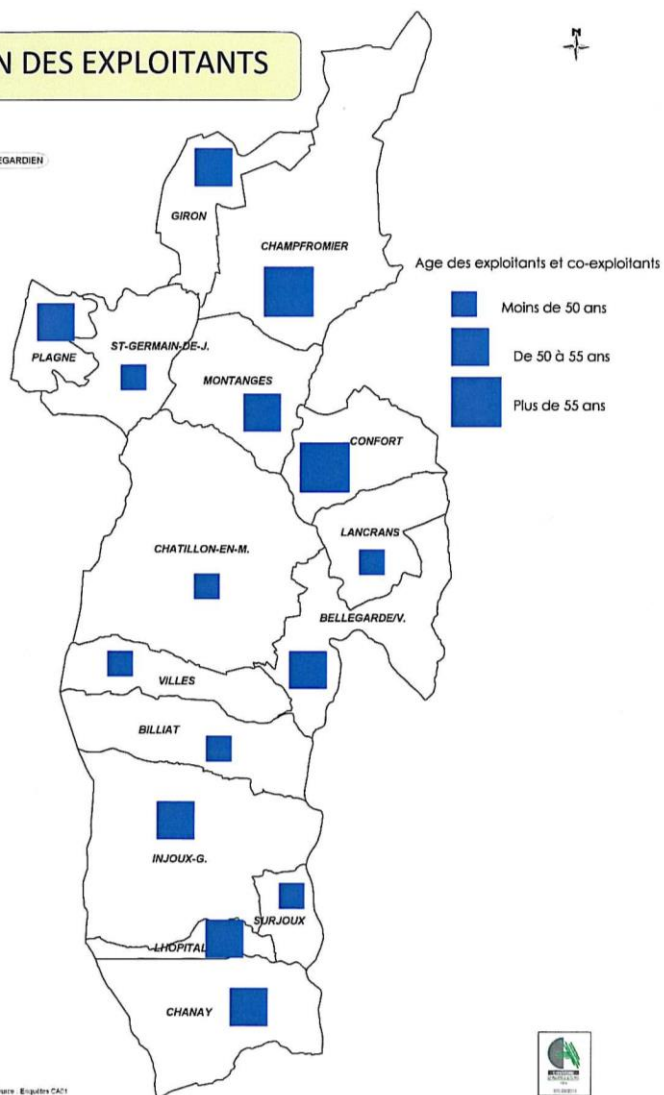 N DES EXPLOITANTS
EGARDIEN
N
GIRON
CHAMPFROMIER
Age des exploitants et co-exploitants
Moins de 50 ans
De 50 à 55 ans
Plus de 55 ans
PLAGNE
ST-GERMAIN-DE-J.
MONTANGES
CONFORT
LANCRANS
CHATILLON-EN-M.
BELLEGARDE/V.
VILLES
BILLIAT
INJOUX-G.
SURJOUX
LHOPITAL
CHANAY
: Enquêtes CA01